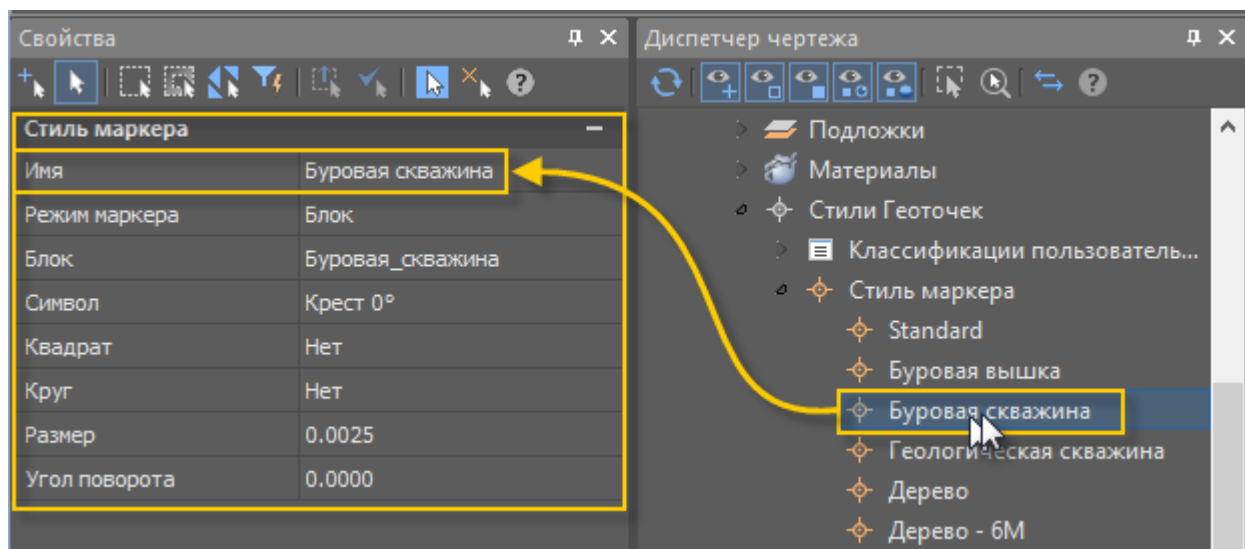 Свойства
Стиль маркера
Имя Буровая скважина
Режим маркера Блок
Блок Буровая_скважина
Символ Крест 0°
Квадрат Нет
Круг Нет
Размер 0.0025
Угол поворота 0.0000
Диспетчер чертежа
Подложки
Материалы
Стили Геоточек
Классификации пользователь...
Стиль маркера
Standard
Буровая вышка
Буровая скважина
Геологическая скважина
Дерево
Дерево - 6М